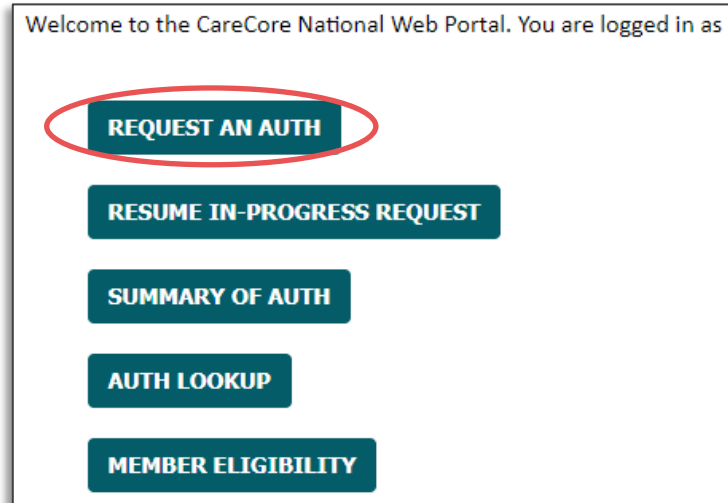 Welcome to the CareCore National Web Portal. You are logged in as
REQUEST AN AUTH
RESUME IN-PROGRESS REQUEST
SUMMARY OF AUTH
AUTH LOOKUP
MEMBER ELIGIBILITY